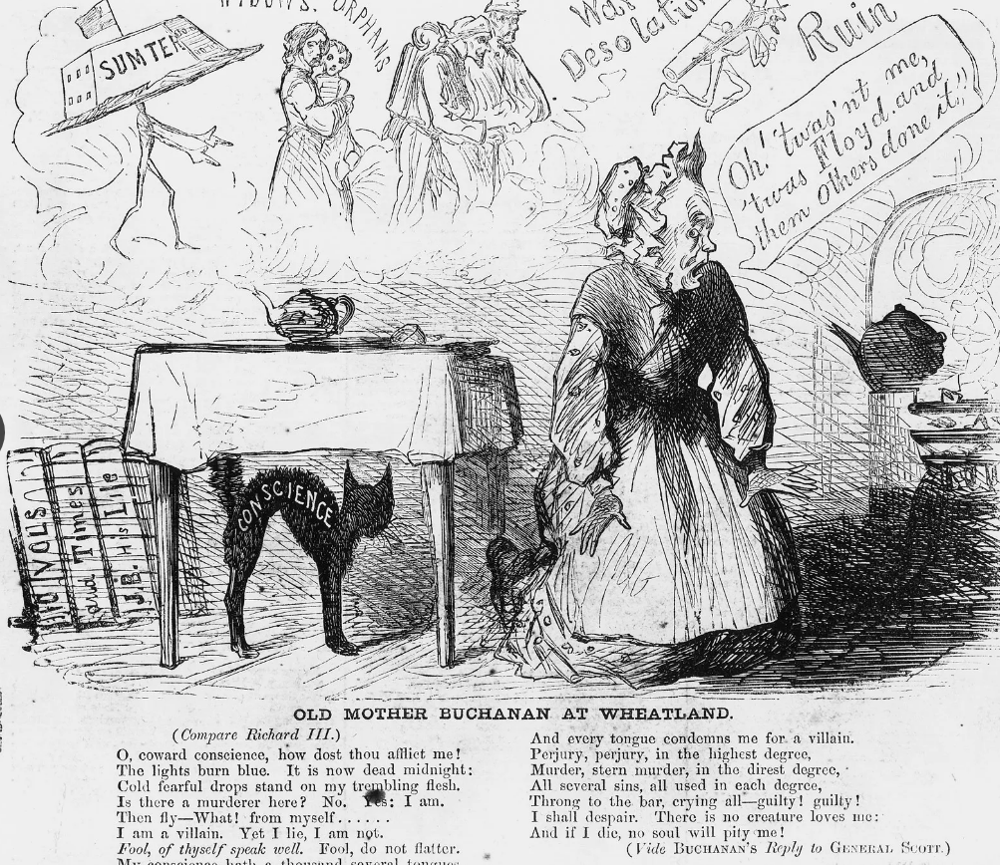 WIDOWS. ORPHANS
War
Desolation
Ruin
SUMTER
Oh! 'twas'nt me,
'twas Floyd and
them others done it!!
CONSCIENCE
and Times
J.B. His Life
OLD MOTHER BUCHANAN AT WHEATLAND.
(Compare Richard III.)
O, coward conscience, how dost thou afflict me!
The lights burn blue. It is now dead midnight:
Cold fearful drops stand on my trembling flesh.
Is there a murderer here? No. Yes: I am.
Then fly—What! from myself......
I am a villain. Yet I lie, I am not.
Fool, of thyself speak well. Fool, do not flatter.
My conscience hath a thousand several tongues
And every tongue condemns me for a villain.
Perjury, perjury, in the highest degree,
Murder, stern murder, in the direst degree,
All several sins, all used in each degree,
Throng to the bar, crying all—guilty! guilty!
I shall despair. There is no creature loves me:
And if I die, no soul will pity me!
(Vide BUCHANAN'S Reply to GENERAL SCOTT.)